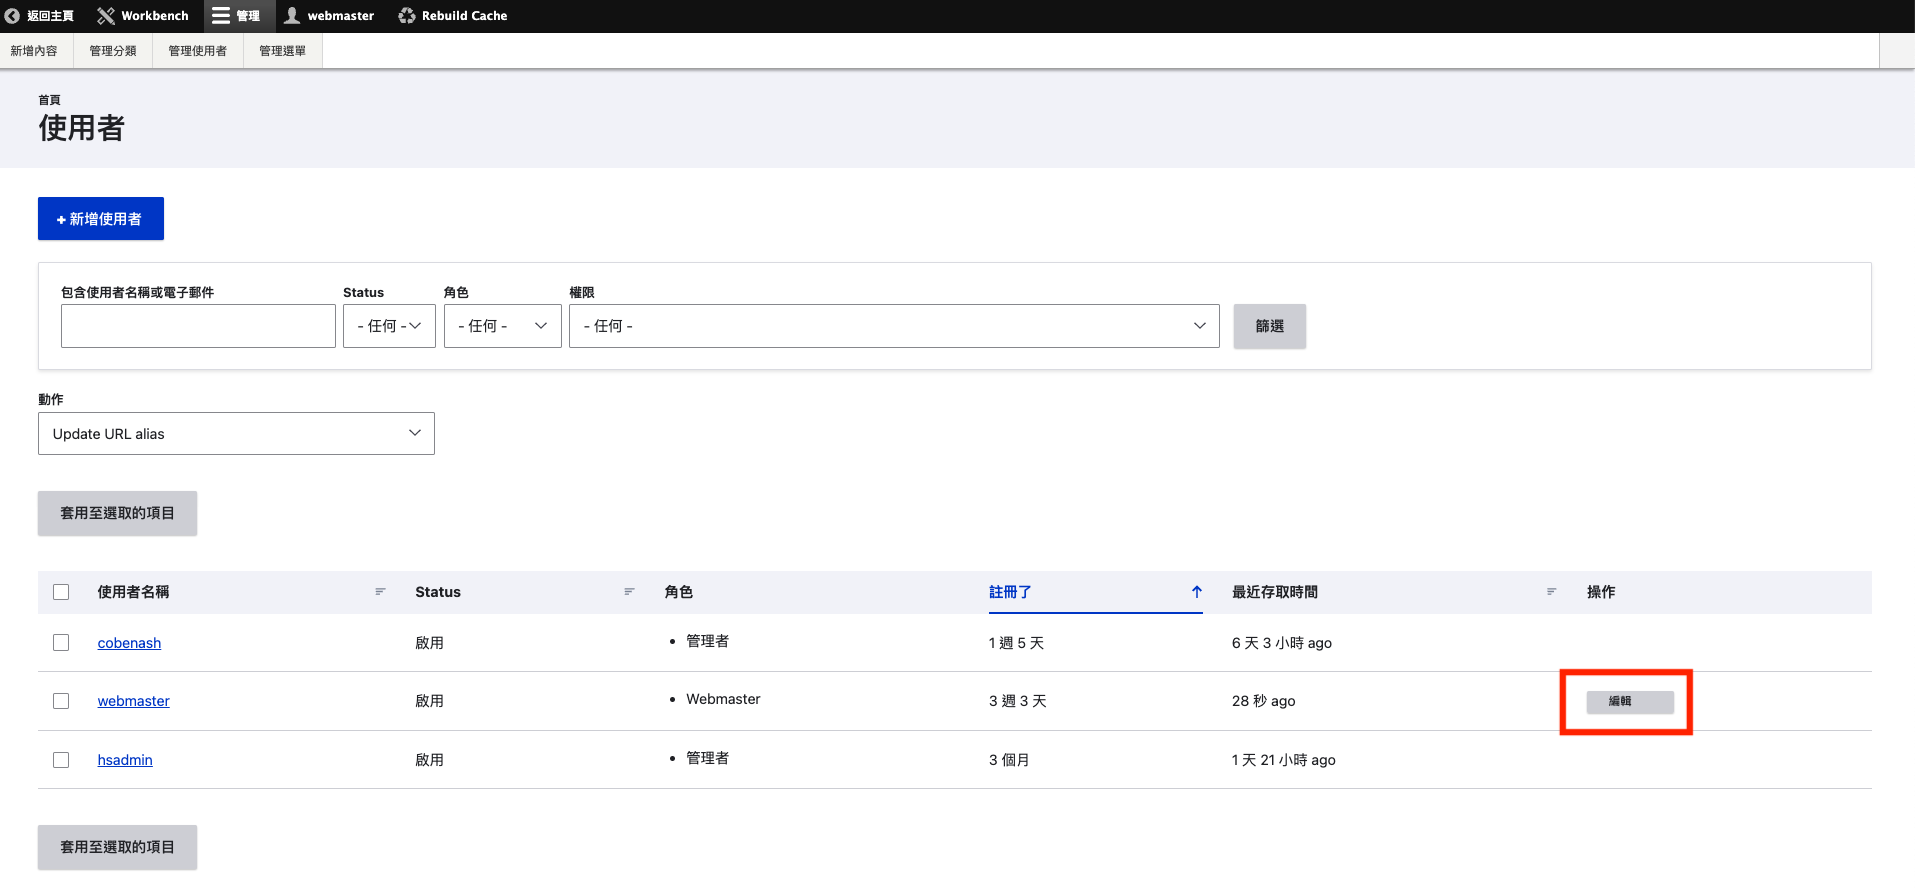 返回主頁 Workbench 管理 webmaster Rebuild Cache
新增內容 管理分類 管理使用者 管理選單
首頁
使用者
+ 新增使用者
包含使用者名稱或電子郵件 Status 角色 權限
- 任何 - - 任何 - - 任何 - 篩選
動作
Update URL alias
套用至選取的項目
使用者名稱 Status 角色 註冊了 最近存取時間 操作
cobenash 啟用 • 管理者 1 週 5 天 6 天 3 小時 ago
webmaster 啟用 • Webmaster 3 週 3 天 28 秒 ago 編輯
hsadmin 啟用 • 管理者 3 個月 1 天 21 小時 ago
套用至選取的項目